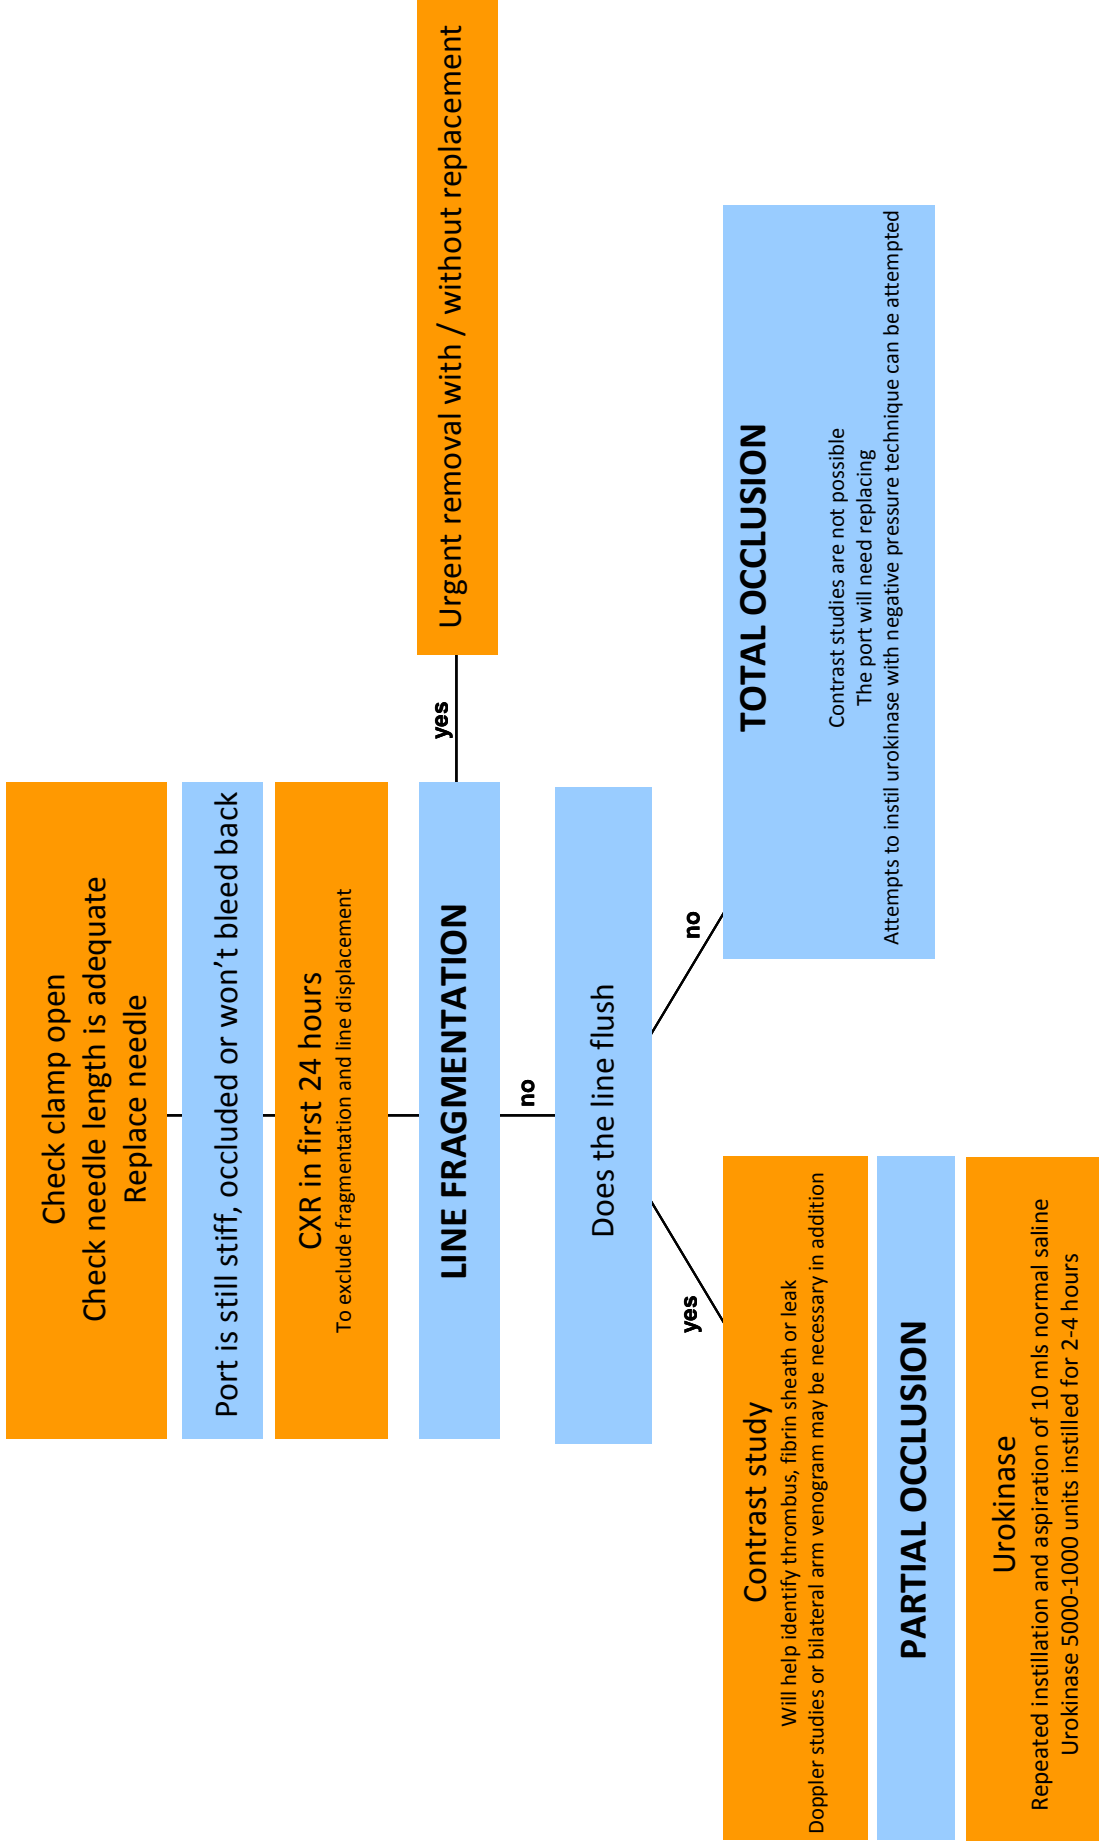 Check clamp open
Check needle length is adequate
Replace needle
Port is still stiff, occluded or won’t bleed back
CXR in first 24 hours
To exclude fragmentation and line displacement
LINE FRAGMENTATION
yes
Urgent removal with / without replacement
no
Does the line flush
yes
no
Contrast study
Will help identify thrombus, fibrin sheath or leak
Doppler studies or bilateral arm venogram may be necessary in addition
PARTIAL OCCLUSION
Urokinase
Repeated instillation and aspiration of 10 mls normal saline
Urokinase 5000-1000 units instilled for 2-4 hours
TOTAL OCCLUSION
Contrast studies are not possible
The port will need replacing
Attempts to instil urokinase with negative pressure technique can be attempted